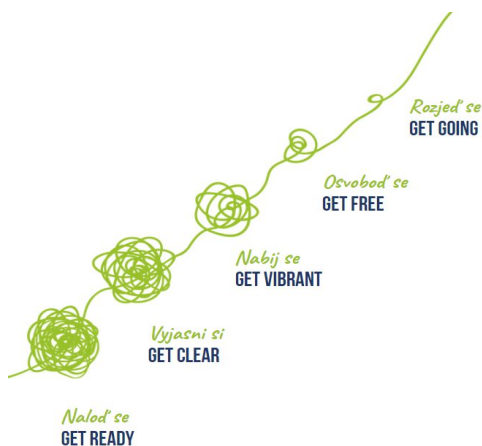 Rozjeď se
GET GOING
Osvoboď se
GET FREE
Nabij se
GET VIBRANT
Vyjasni si
GET CLEAR
Naloď se
GET READY